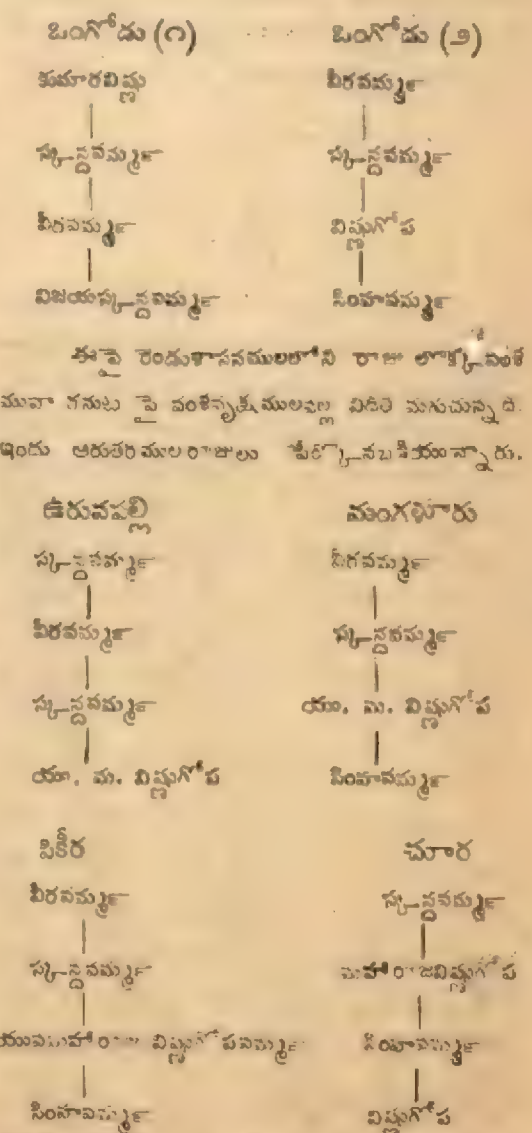 ఒంగోడు (౧)    ఒంగోడు (౨)
కుమారవిష్ణు    వీరవర్మ్మ
స్కన్దవర్మ్మ    స్కన్దవర్మ్మ
వీరవర్మ్మ    విష్ణుగోప
విజయస్కన్దవర్మ్మ    సింహవర్మ్మ
ఈ పై రెండుశాసనములలోని రాజు లొక్కవంశ
మువా రనుట పై వంశవృక్షములవల్ల విదిత మగుచున్నది.
ఇందు ఆరుతరములరాజులు పేర్కొనబడియున్నారు.
ఉరువపల్లి    మంగళూరు
స్కన్దవర్మ్మ    వీరవర్మ్మ
వీరవర్మ్మ    స్కన్దవర్మ్మ
స్కన్దవర్మ్మ    యు. మ. విష్ణుగోప
యు. మ. విష్ణుగోప    సింహవర్మ్మ
పికీర    చూర
వీరవర్మ్మ    స్కన్దవర్మ్మ
స్కన్దవర్మ్మ    మహారాజవిష్ణుగోప
యువమహారాజ విష్ణుగోపవర్మ్మ    సింహవర్మ్మ
సింహవర్మ్మ    విష్ణుగోప